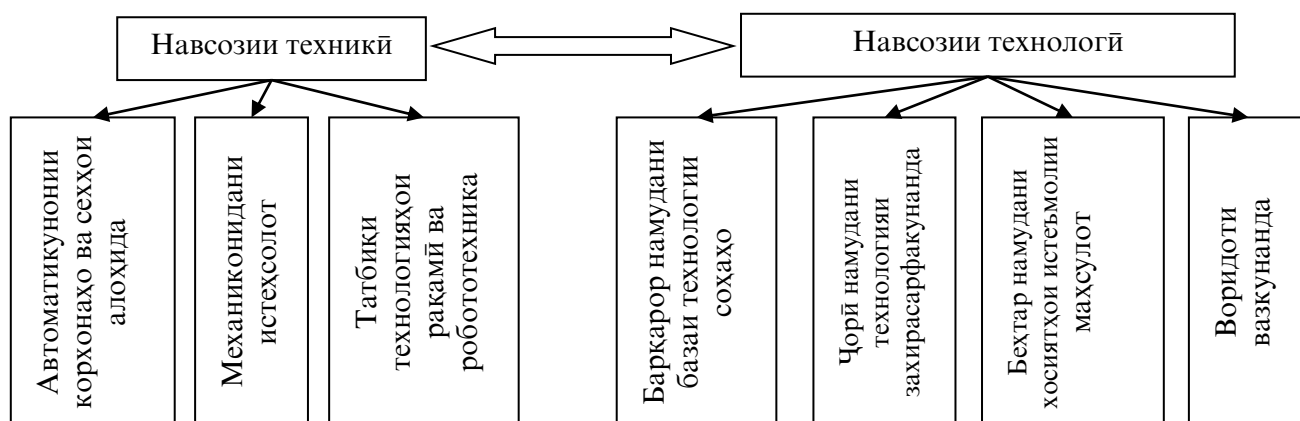 Навсозии техникӣ
Навсозии технологӣ
Автоматикунонии
корхонаҳо ва сехҳои
алоҳида
Механиконидани
истеҳсолот
Татбиқи
технологияҳои
рақамӣ ва
робототехника
Барқарор намудани
базаи технологии
соҳаҳо
Ҷорӣ намудани
технологияи
захирасарфакунанда
Беҳтар намудани
хосиятҳои истеъмолии
маҳсулот
Воридоти
вазкунанда